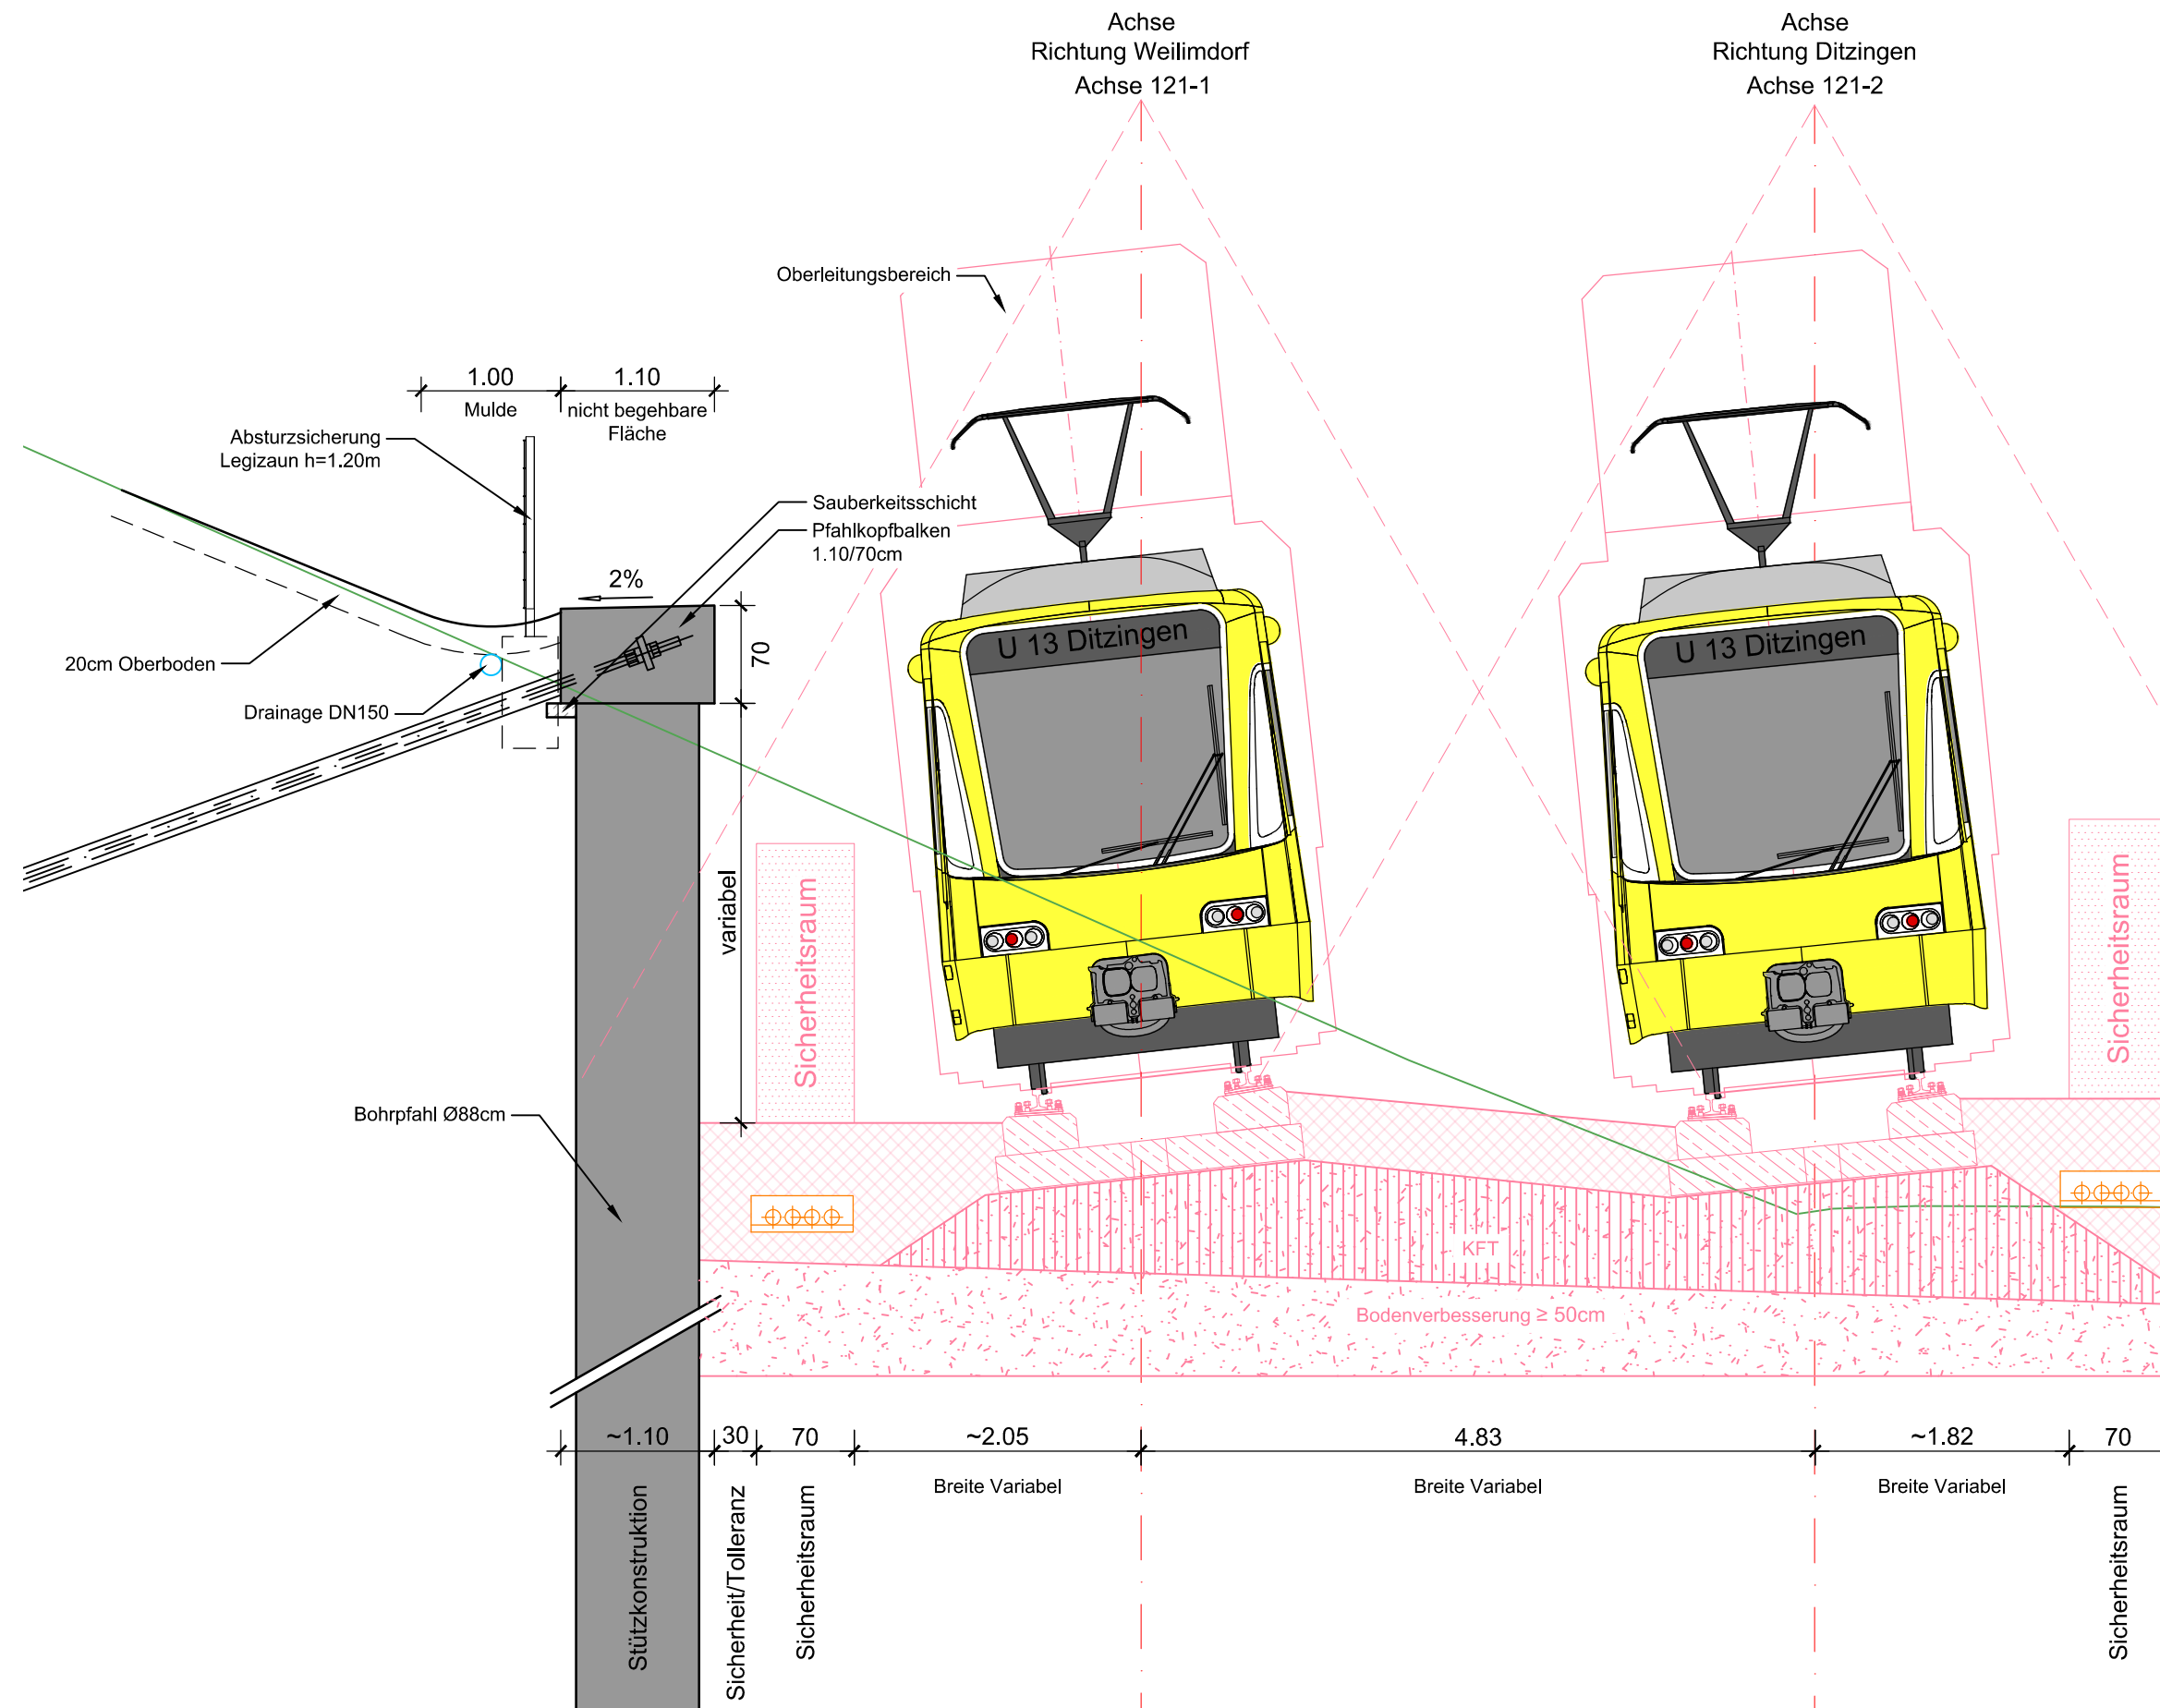 Achse
Richtung Weilimdorf
Achse 121-1
Achse
Richtung Ditzingen
Achse 121-2
Oberleitungsbereich
1.00
1.10
Mulde
nicht begehbare
Fläche
Absturzsicherung
Legizaun h=1.20m
Sauberkeitsschicht
Pfahlkopfbalken
1.10/70cm
2%
70
20cm Oberboden
Drainage DN150
U 13 Ditzingen
U 13 Ditzingen
variabel
Sicherheitsraum
Sicherheitsraum
Bohrpfahl Ø88cm
KFT
Bodenverbesserung ≥ 50cm
~1.10
30
70
~2.05
4.83
~1.82
70
Breite Variabel
Breite Variabel
Breite Variabel
Stützkonstruktion
Sicherheit/Tolleranz
Sicherheitsraum
Sicherheitsraum